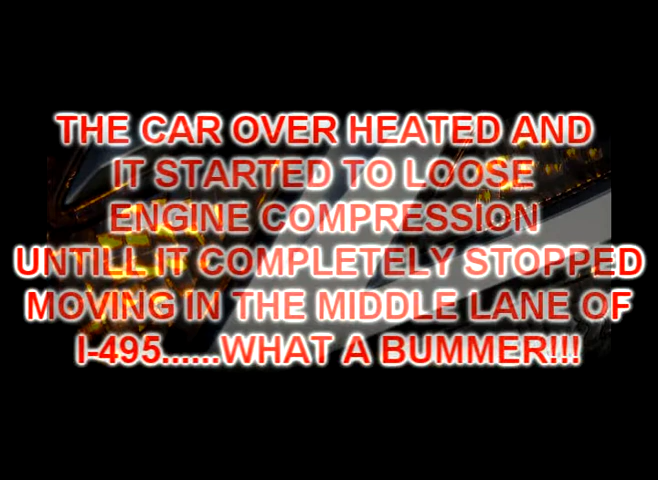 THE CAR OVER HEATED AND
IT STARTED TO LOOSE
ENGINE COMPRESSION
UNTILL IT COMPLETELY STOPPED
MOVING IN THE MIDDLE LANE OF
I-495......WHAT A BUMMER!!!